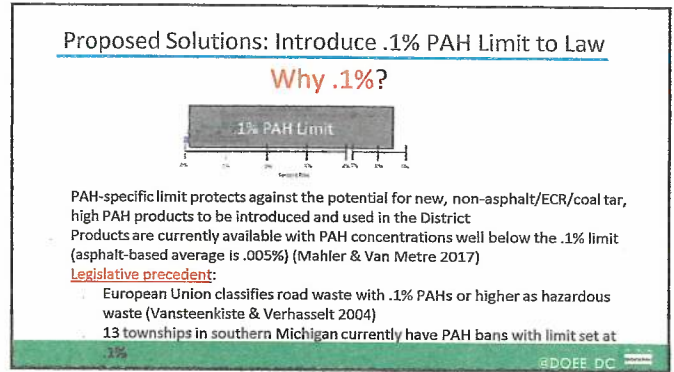 Proposed Solutions: Introduce .1% PAH Limit to Law
Why .1%?
.1% PAH Limit
PAH-specific limit protects against the potential for new, non-asphalt/ECR/coal tar,
high PAH products to be introduced and used in the District
Products are currently available with PAH concentrations well below the .1% limit
(asphalt-based average is .005%) (Mahler & Van Metre 2017)
Legislative precedent:
European Union classifies road waste with .1% PAHs or higher as hazardous
waste (Vansteenkiste & Verhasselt 2004)
13 townships in southern Michigan currently have PAH bans with limit set at
.1%
@DOEE_DC